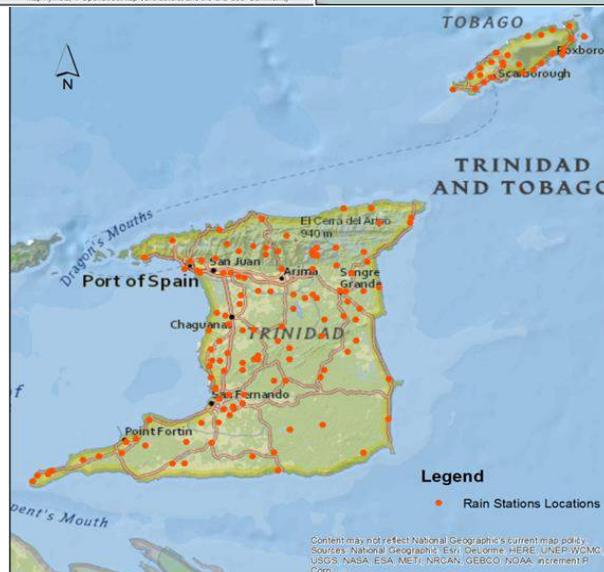 TOBAGO
Roxboro
Scarborough
N
TRINIDAD
AND TOBAGO
Dragon's Mouths
El Cerro del Aripo
940 m
San Juan
Port of Spain
Arima
Sangre
Grande
Chaguana
TRINIDAD
of
San Fernando
Point Fortin
Legend
Rain Stations Locations
pent's Mouth
Content may not reflect National Geographic's current map policy.
Sources: National Geographic, Esri, DeLorme, HERE, UNEP-WCMC,
USGS, NASA, ESA, METI, NRCAN, GEBCO, NOAA, increment P
Corp.